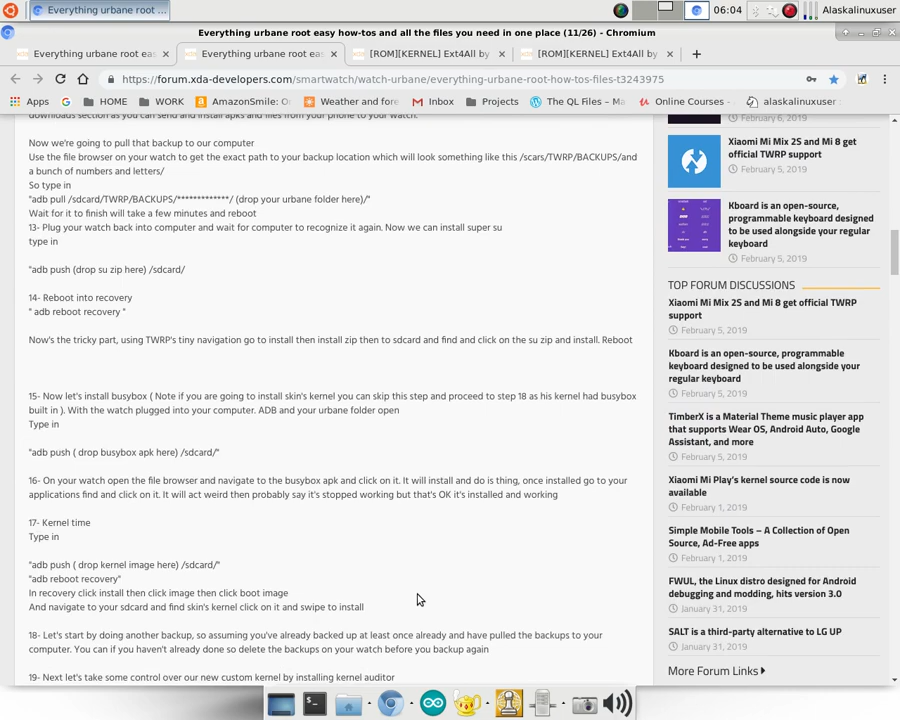 Everything urbane root ...
06:04
Alaskalinuxuser
Everything urbane root easy how-tos and all the files you need in one place (11/26) - Chromium
Everything urbane root eas
Everything urbane root eas
[ROM][KERNEL] Ext4All by
[ROM][KERNEL] Ext4All by
https://forum.xda-developers.com/smartwatch/watch-urbane/everything-urbane-root-how-tos-files-t3243975
Apps
HOME
WORK
AmazonSmile: O
Weather and fore
Inbox
Projects
The QL Files – Ma
Online Courses -
alaskalinuxuser
downloads section as you can send and install apks and files from your phone to your watch.
Now we're going to pull that backup to our computer
Use the file browser on your watch to get the exact path to your backup location which will look something like this /scars/TWRP/BACKUPS/and
a bunch of numbers and letters/
So type in
"adb pull /sdcard/TWRP/BACKUPS/************/ (drop your urbane folder here)/"
Wait for it to finish will take a few minutes and reboot
13- Plug your watch back into computer and wait for computer to recognize it again. Now we can install super su
type in
"adb push (drop su zip here) /sdcard/
14- Reboot into recovery
" adb reboot recovery "
Now's the tricky part, using TWRP's tiny navigation go to install then install zip then to sdcard and find and click on the su zip and install. Reboot
15- Now let's install busybox ( Note if you are going to install skin's kernel you can skip this step and proceed to step 18 as his kernel had busybox
built in ). With the watch plugged into your computer. ADB and your urbane folder open
Type in
"adb push ( drop busybox apk here) /sdcard/"
16- On your watch open the file browser and navigate to the busybox apk and click on it. It will install and do is thing, once installed go to your
applications find and click on it. It will act weird then probably say it's stopped working but that's OK it's installed and working
17- Kernel time
Type in
"adb push ( drop kernel image here) /sdcard/"
"adb reboot recovery"
In recovery click install then click image then click boot image
And navigate to your sdcard and find skin's kernel click on it and swipe to install
18- Let's start by doing another backup, so assuming you've already backed up at least once already and have pulled the backups to your
computer. You can if you haven't already done so delete the backups on your watch before you backup again
19- Next let's take some control over our new custom kernel by installing kernel auditor
February 6, 2019
Xiaomi Mi Mix 2S and Mi 8 get
official TWRP support
February 5, 2019
Kboard is an open-source,
programmable keyboard designed
to be used alongside your regular
keyboard
February 5, 2019
TOP FORUM DISCUSSIONS
Xiaomi Mi Mix 2S and Mi 8 get official TWRP
support
February 5, 2019
Kboard is an open-source, programmable
keyboard designed to be used alongside your
regular keyboard
February 5, 2019
TimberX is a Material Theme music player app
that supports Wear OS, Android Auto, Google
Assistant, and more
February 5, 2019
Xiaomi Mi Play's kernel source code is now
available
February 1, 2019
Simple Mobile Tools – A Collection of Open
Source, Ad-Free apps
February 1, 2019
FWUL, the Linux distro designed for Android
debugging and modding, hits version 3.0
January 31, 2019
SALT is a third-party alternative to LG UP
January 31, 2019
More Forum Links